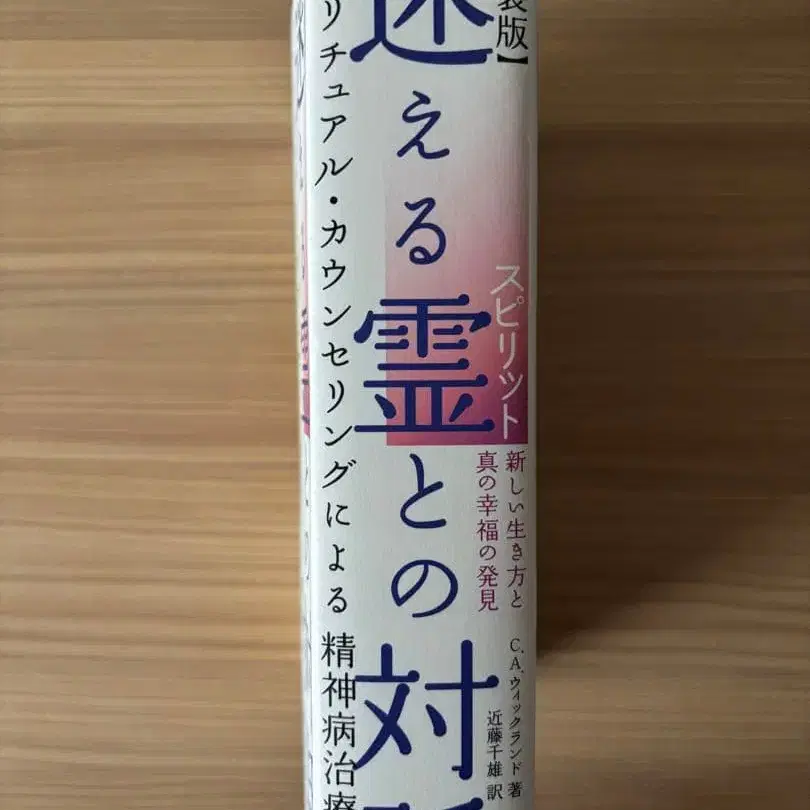 装版】
迷える霊との対
スピリット
新しい生き方と
真の幸福の発見
C.A.ウィックランド 著
近藤千雄 訳
リチュアル・カウンセリングによる精神病治療